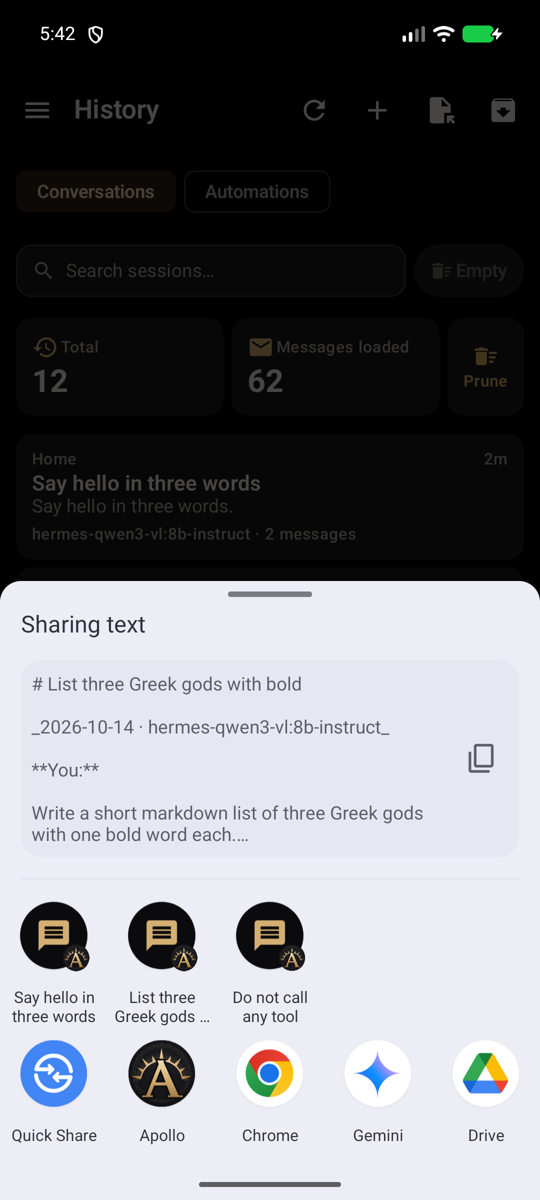 5:42
History
Conversations
Automations
Search sessions…
Empty
Total
12
Messages loaded
62
Prune
Home
2m
Say hello in three words
Say hello in three words.
hermes-qwen3-vl:8b-instruct · 2 messages
Sharing text
# List three Greek gods with bold
_2026-10-14 · hermes-qwen3-vl:8b-instruct_
**You:**
Write a short markdown list of three Greek gods
with one bold word each.…
Say hello in
three words
List three
Greek gods ...
Do not call
any tool
Quick Share
Apollo
Chrome
Gemini
Drive